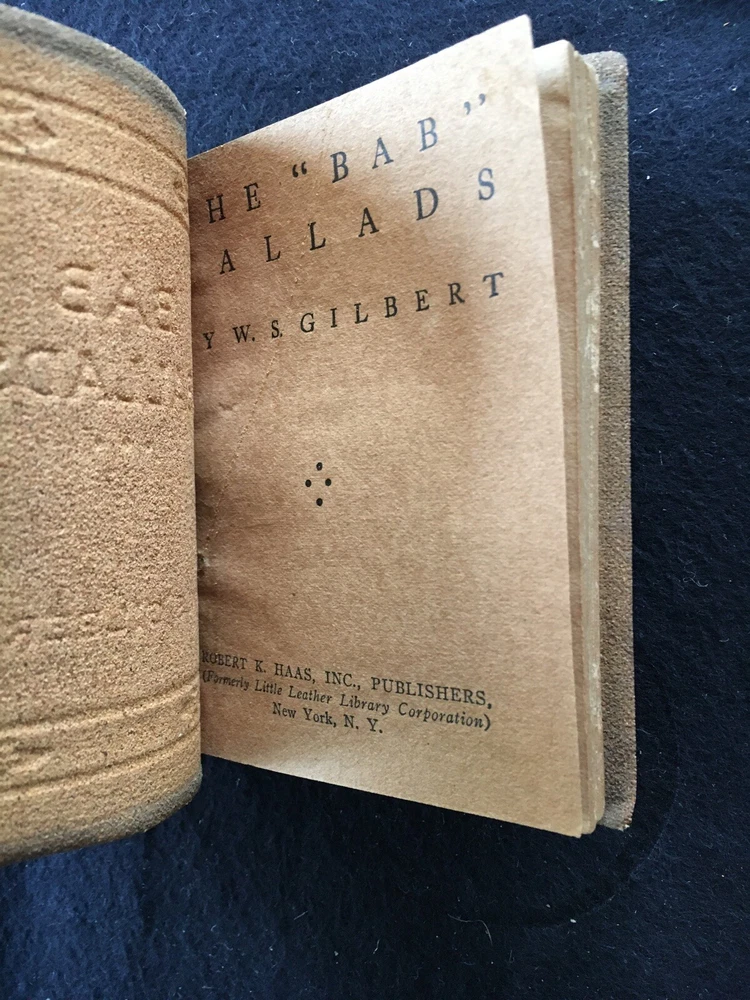 HE "BAB"
ALLADS
Y W. S. GILBERT
ROBERT K. HAAS, INC., PUBLISHERS,
(Formerly Little Leather Library Corporation)
New York, N. Y.